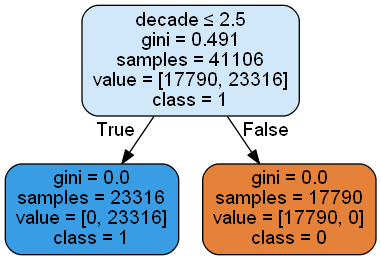 decade ≤ 2.5
gini = 0.491
samples = 41106
value = [17790, 23316]
class = 1
True
False
gini = 0.0
samples = 23316
value = [0, 23316]
class = 1
gini = 0.0
samples = 17790
value = [17790, 0]
class = 0